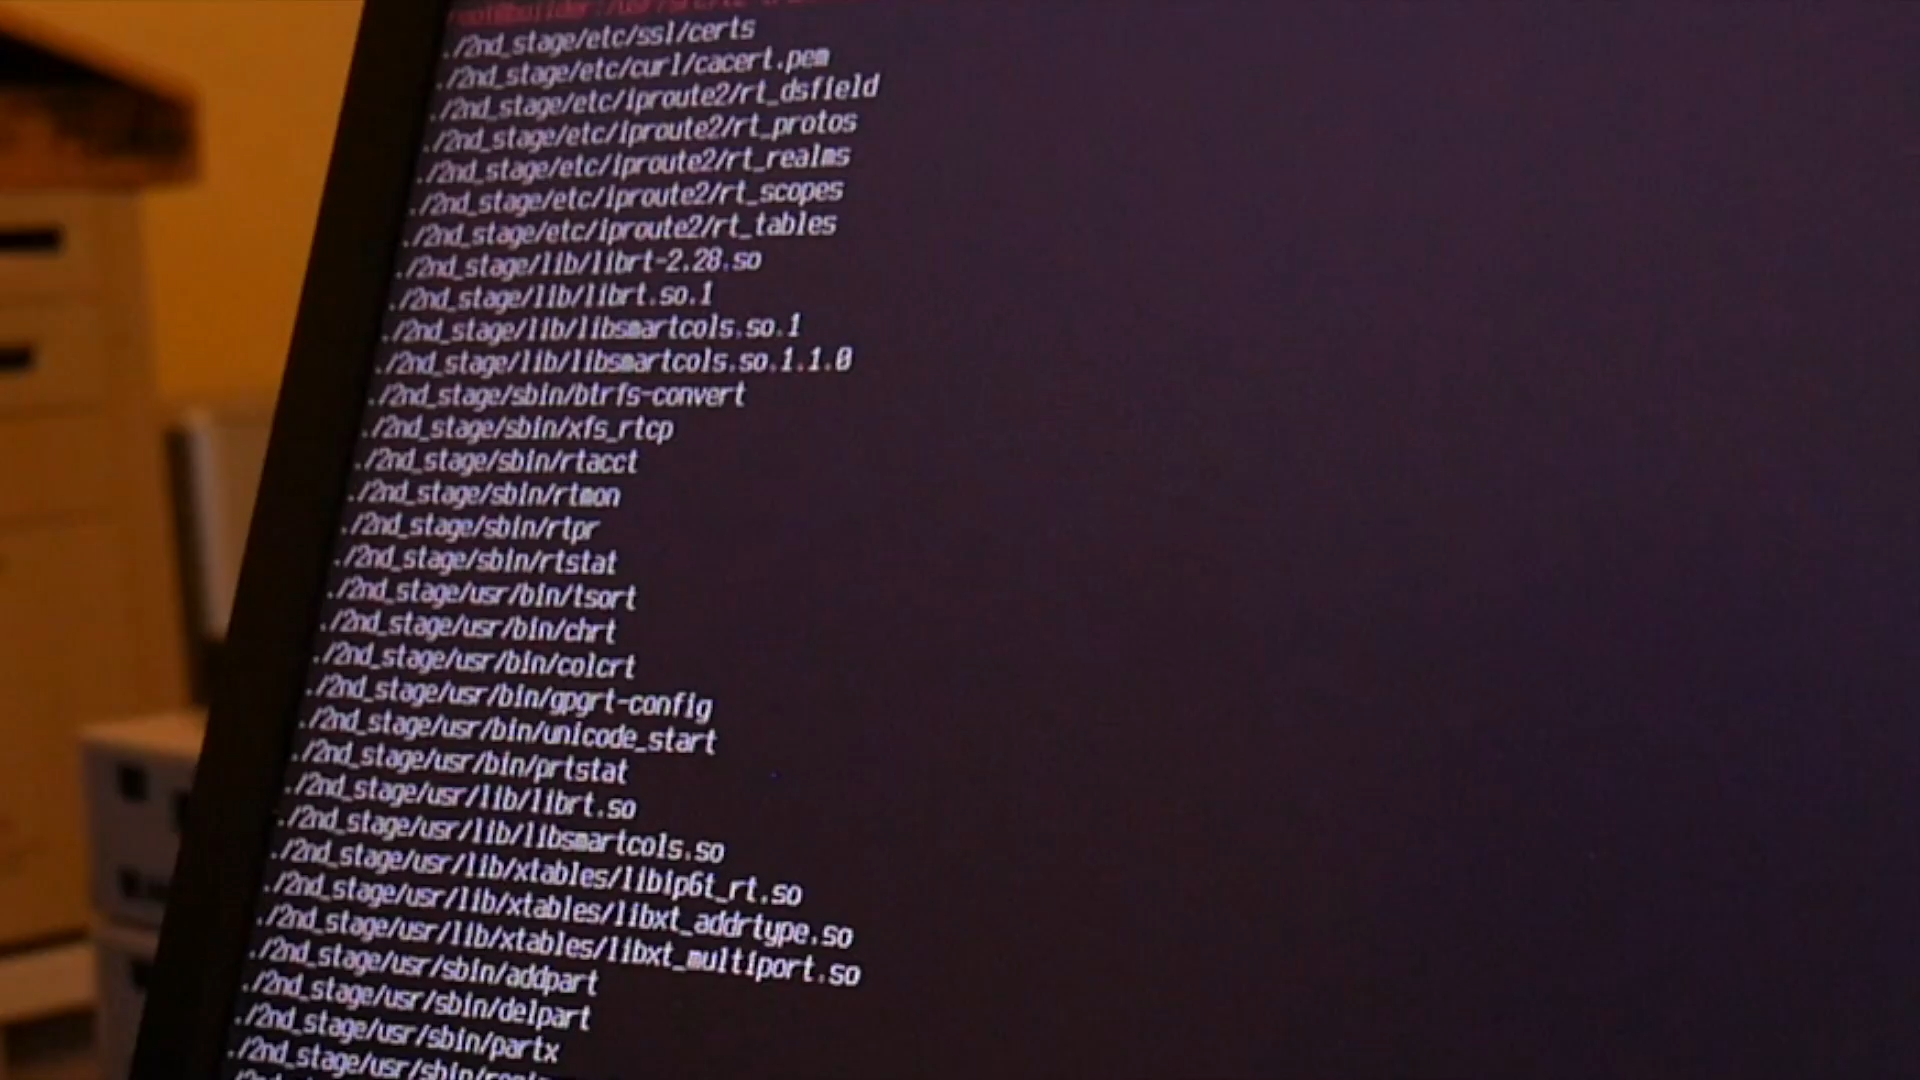 ./2nd_stage/etc/ssl/certs
./2nd_stage/etc/curl/cacert.pem
./2nd_stage/etc/iproute2/rt_dsfield
./2nd_stage/etc/iproute2/rt_protos
./2nd_stage/etc/iproute2/rt_realms
./2nd_stage/etc/iproute2/rt_scopes
./2nd_stage/etc/iproute2/rt_tables
./2nd_stage/lib/librt-2.28.so
./2nd_stage/lib/librt.so.1
./2nd_stage/lib/libsmartcols.so.1
./2nd_stage/lib/libsmartcols.so.1.1.0
./2nd_stage/sbin/btrfs-convert
./2nd_stage/sbin/xfs_rtcp
./2nd_stage/sbin/rtacct
./2nd_stage/sbin/rtmon
./2nd_stage/sbin/rtpr
./2nd_stage/sbin/rtstat
./2nd_stage/usr/bin/tsort
./2nd_stage/usr/bin/chrt
./2nd_stage/usr/bin/colcrt
./2nd_stage/usr/bin/gpgrt-config
./2nd_stage/usr/bin/unicode_start
./2nd_stage/usr/bin/prtstat
./2nd_stage/usr/lib/librt.so
./2nd_stage/usr/lib/libsmartcols.so
./2nd_stage/usr/lib/xtables/libip6t_rt.so
./2nd_stage/usr/lib/xtables/libxt_addrtype.so
./2nd_stage/usr/lib/xtables/libxt_multiport.so
./2nd_stage/usr/sbin/addpart
./2nd_stage/usr/sbin/delpart
./2nd_stage/usr/sbin/partx